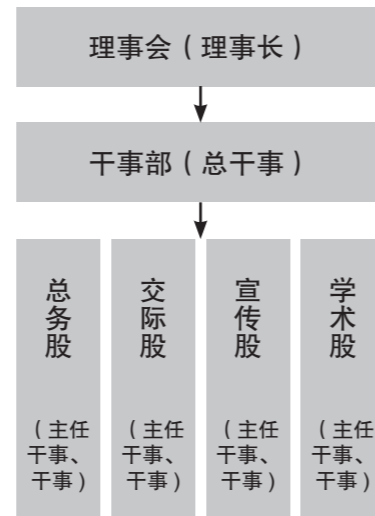 理事会（理事长）
干事部（总干事）
总务股
（主任
干事、
干事）
交际股
（主任
干事、
干事）
宣传股
（主任
干事、
干事）
学术股
（主任
干事、
干事）